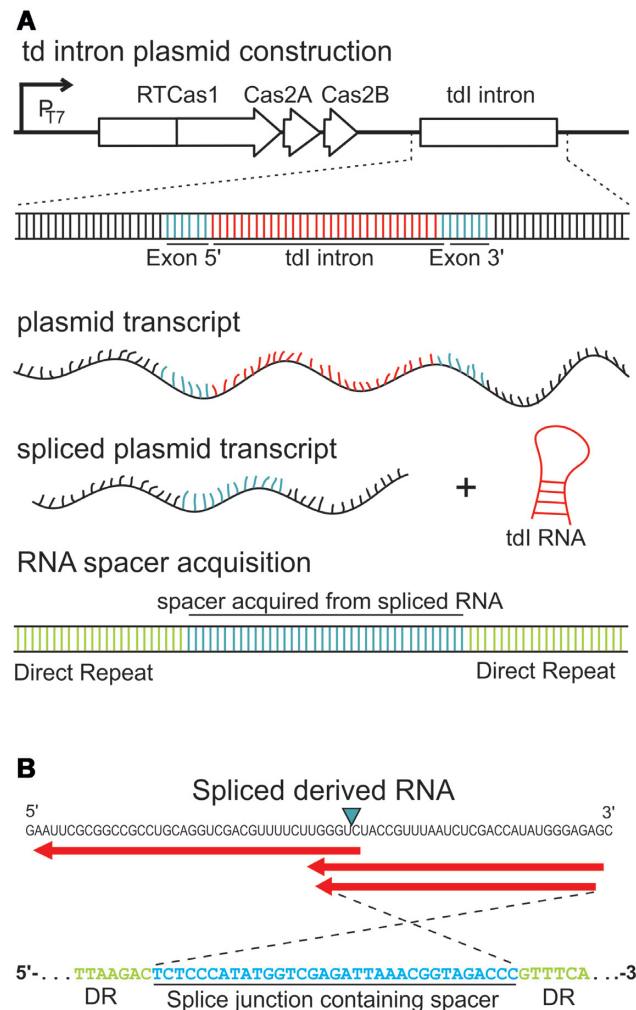 A
td intron plasmid construction
PT7 RTCas1 Cas2A Cas2B tdI intron
Exon 5' tdI intron Exon 3'
plasmid transcript
spliced plasmid transcript
+
tdI RNA
RNA spacer acquisition
spacer acquired from spliced RNA
Direct Repeat Direct Repeat
B
Spliced derived RNA
5' 3'
GAAUUCGCGGCCGCCUGCAGGUCGACGUUUUCUUGGGUCUACCGUUUAAUCUCGACCAUAUGGGAGAGC
5'-...TTAAGACTCTCCCATATGGTCGAGATTAAACGGTAGACCCGTTTCA...-3
DR Splice junction containing spacer DR